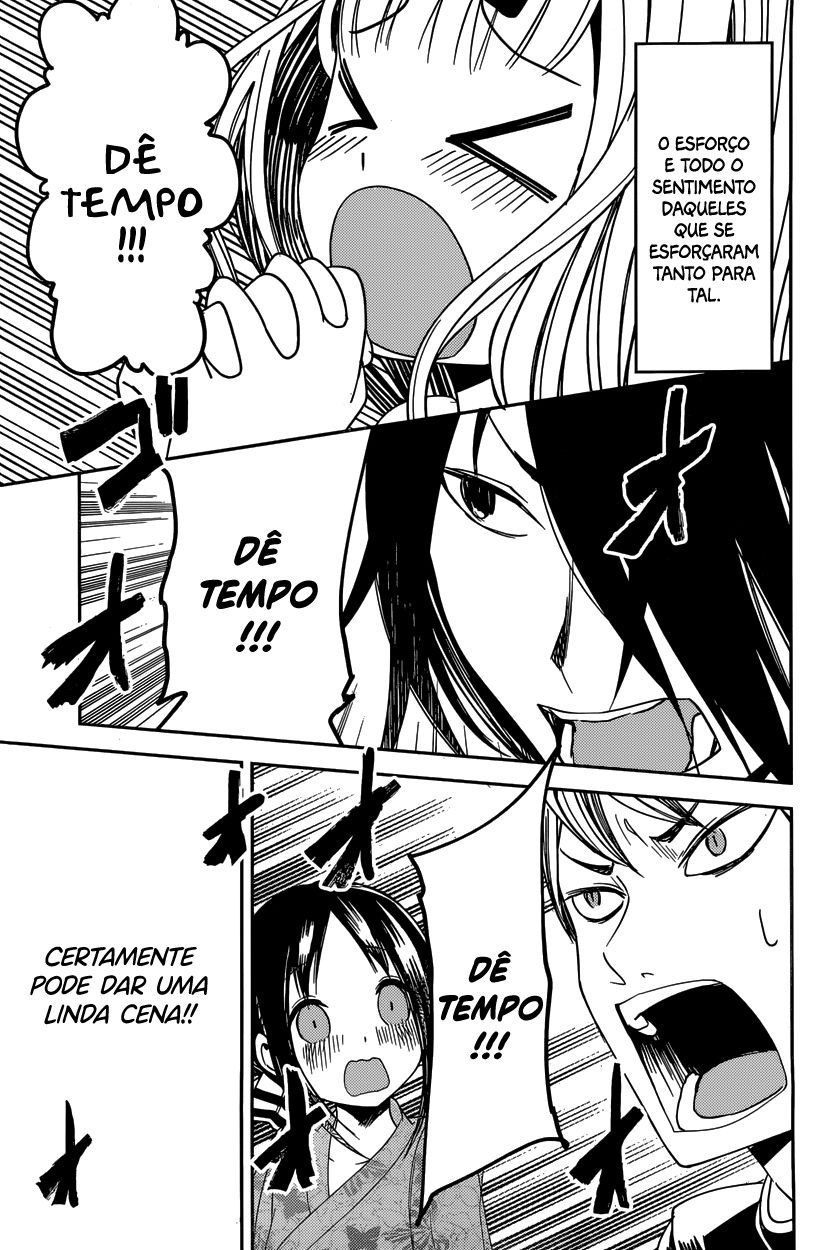 O ESFORÇO
E TODO O
SENTIMENTO
DAQUELES
QUE SE
ESFORÇARAM
TANTO PARA
TAL.
DÊ
TEMPO
!!!
ゴ
オ
DÊ
TEMPO
!!!
オ
オ
オ
DÊ
TEMPO
!!!
オ
オ
CERTAMENTE
PODE DAR UMA
LINDA CENA!!
オ